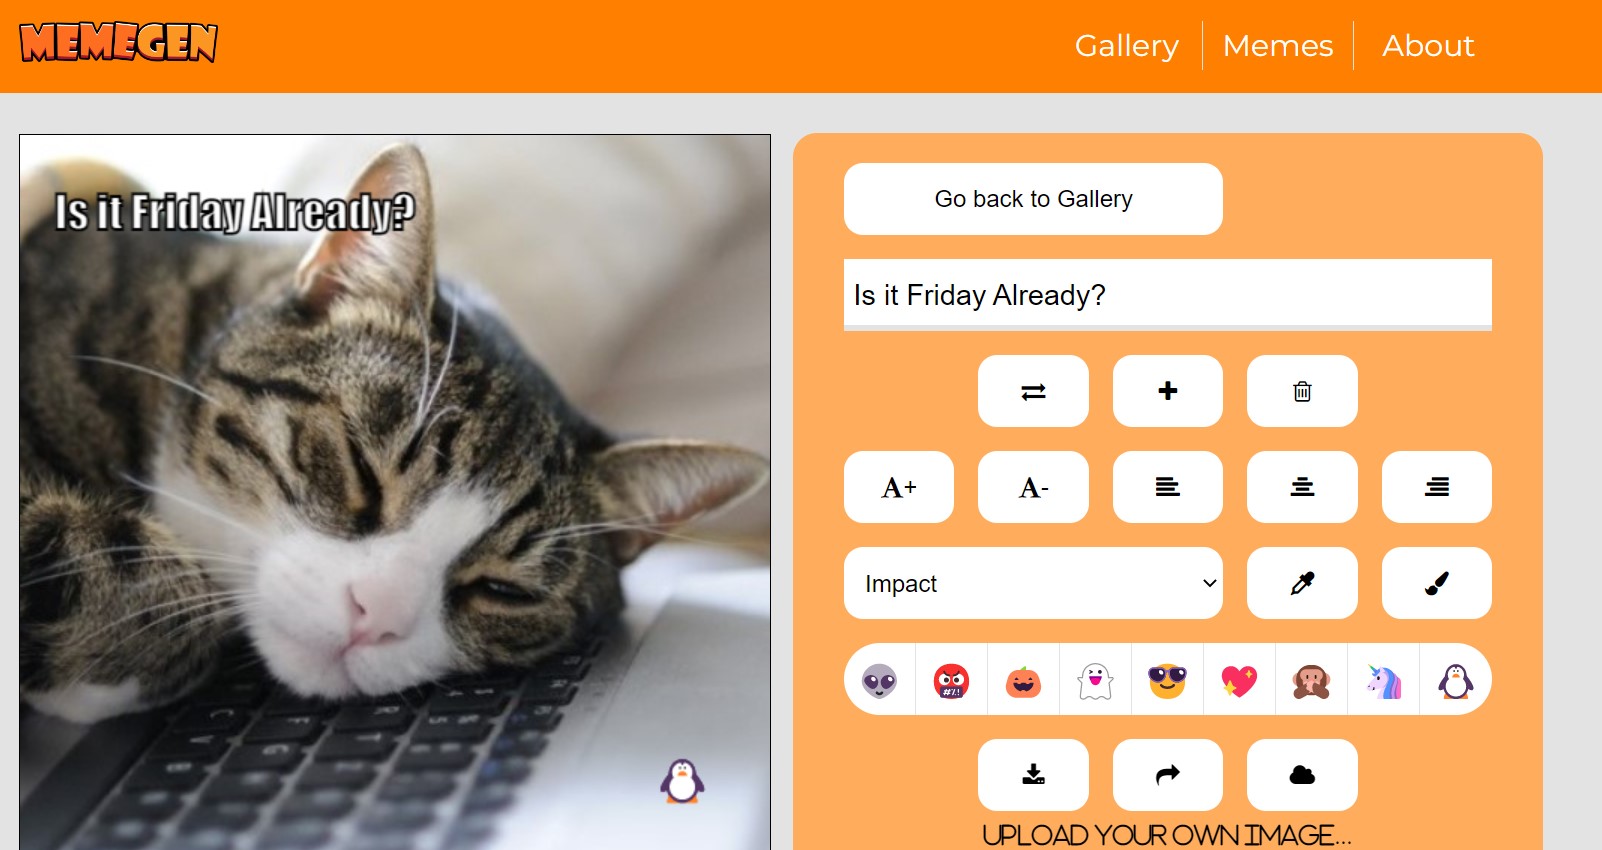 MEMEGEN
Gallery
Memes
About
Is it Friday Already?
Go back to Gallery
Is it Friday Already?
A+
A-
Impact
#%!
UPLOAD YOUR OWN IMAGE...